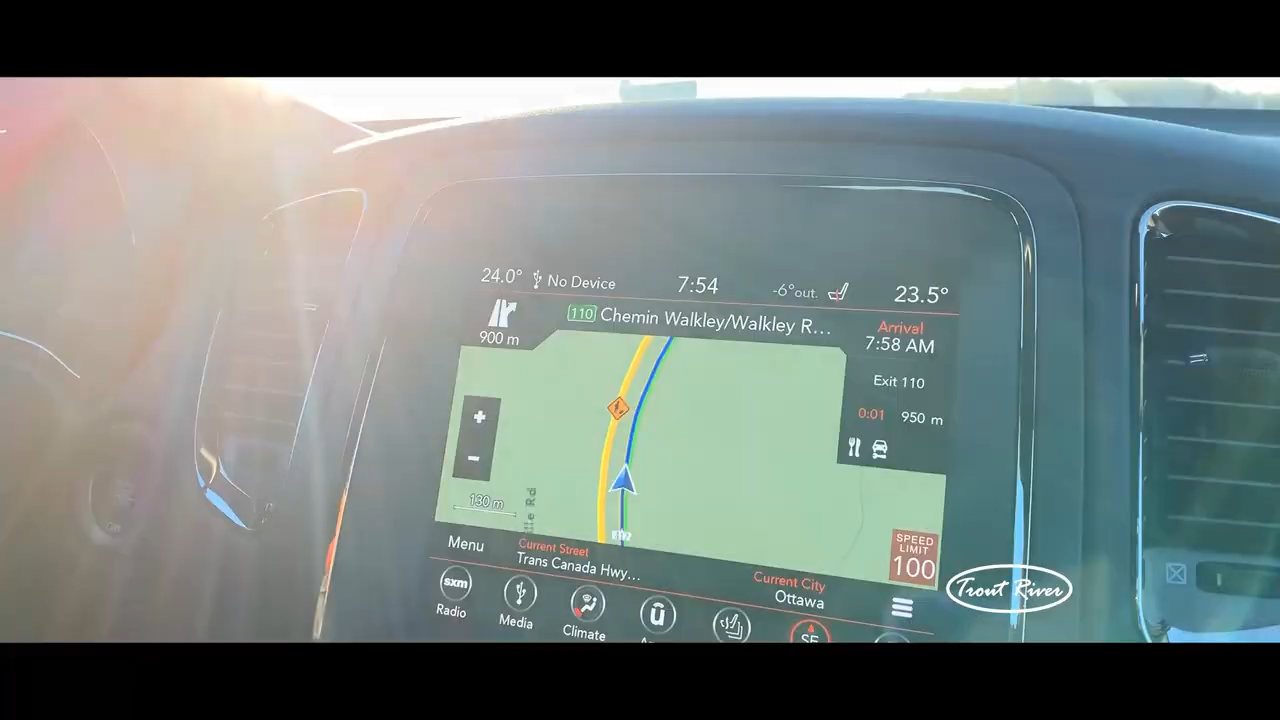 24.0° No Device 7:54 -6°out. 23.5°
900 m
110 Chemin Walkley/Walkley R...
Arrival
7:58 AM
Exit 110
0:01 950 m
+
-
130 m
Menu
Current Street
Trans Canada Hwy...
Current City
Ottawa
SPEED
LIMIT
100
Trout River
sxm
Radio
Media
Climate
SE